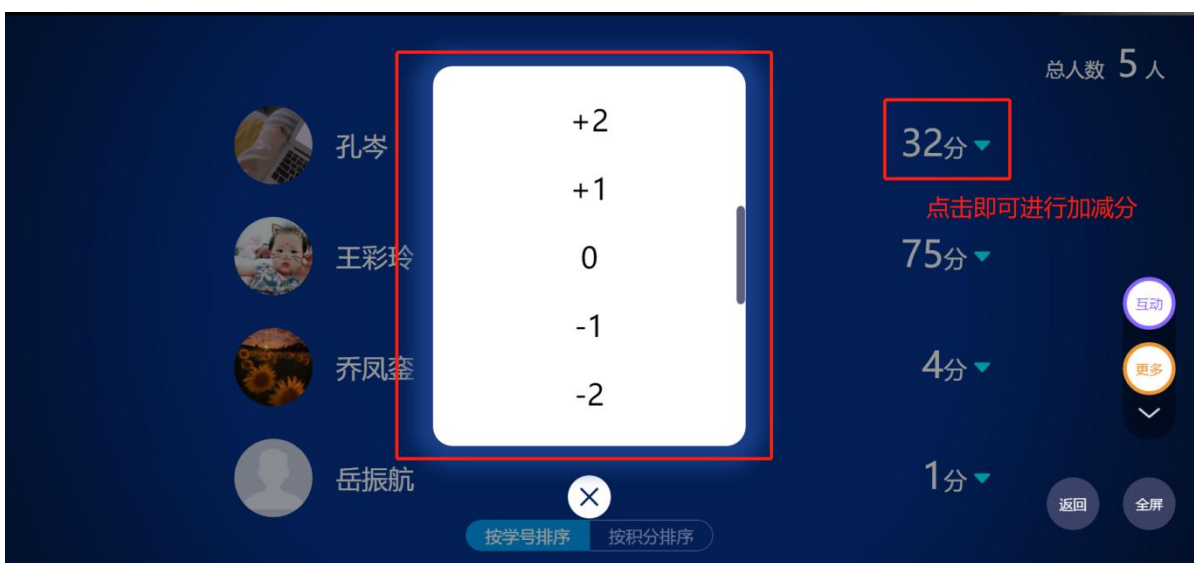 总人数 5 人
+2
孔岑
32分
+1
点击即可进行加减分
王彩玲
0
75分
互动
-1
乔凤銮
4分
更多
-2
岳振航
1分
返回
全屏
按学号排序
按积分排序